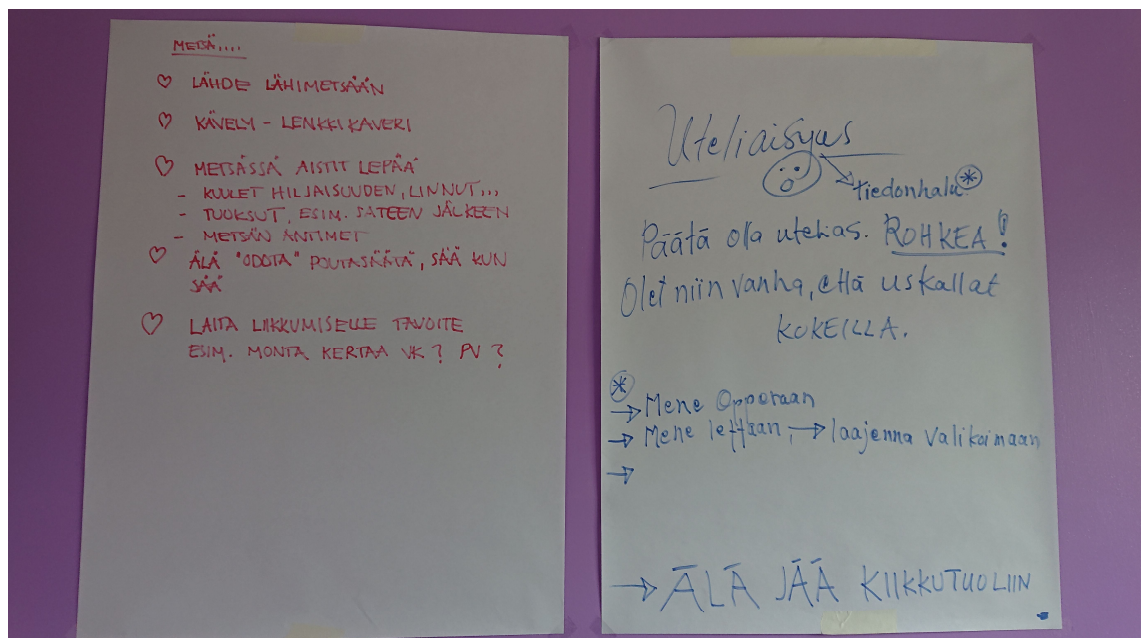 METSÄ....
♡ LÄHDE LÄHIMETSÄÄN
♡ KÄVELY - LENKKIKAVERI
♡ METSÄSSÄ AISTIT LEPÄÄ
- KUULET HILJAISUUDEN, LINNUT...
- TUOKSUT, ESIM. SATEEN JÄLKEEN
- METSÄN ANTIMET
♡ ÄLÄ "ODOTA" POUTASÄÄTÄ, SÄÄ KUN
SÄÄ
♡ LAITA LIIKKUMISELLE TAVOITE
ESIM. MONTA KERTAA VK? PV?
Uteliaisuus
→ tiedonhalu *
Päätä olla utelias. ROHKEA!
Olet niin vanha, että uskallat
KOKEILLA.
*
→ Mene Opperaan
→ Mene leffaan, → laajenna valikoimaan
→
→ ÄLÄ JÄÄ KIIKKUTUOLIIN